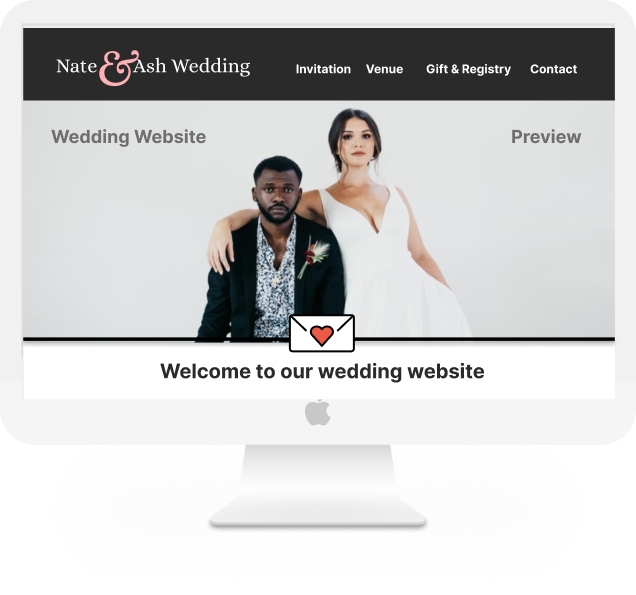 Nate & Ash Wedding
Invitation Venue Gift & Registry Contact
Wedding Website Preview
Welcome to our wedding website